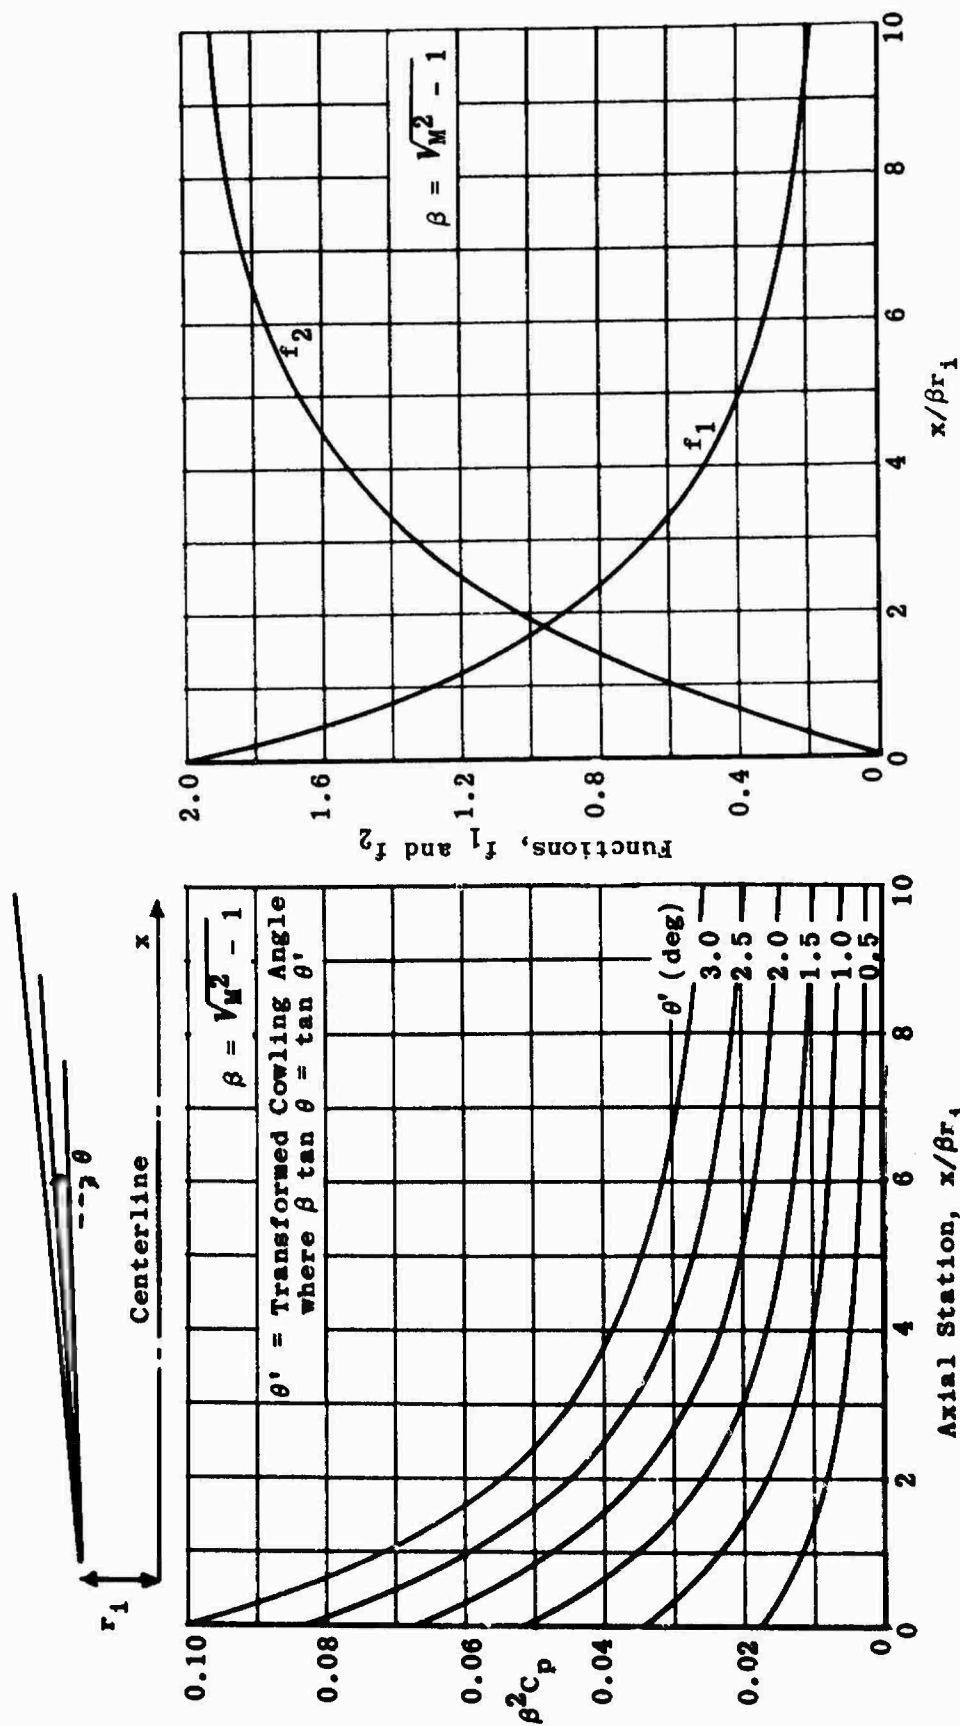 r₁
Centerline
x
θ
β = √M² - 1
θ' = Transformed Cowling Angle
where β tan θ = tan θ'
θ' (deg)
3.0
2.5
2.0
1.5
1.0
0.5
0.10
0.08
0.06
0.04
0.02
0
β²Cₚ
0 2 4 6 8 10
Axial Station, x/βr₁
β = √M² - 1
f₂
f₁
2.0
1.6
1.2
0.8
0.4
0
Functions, f₁ and f₂
0 2 4 6 8 10
x/βr₁